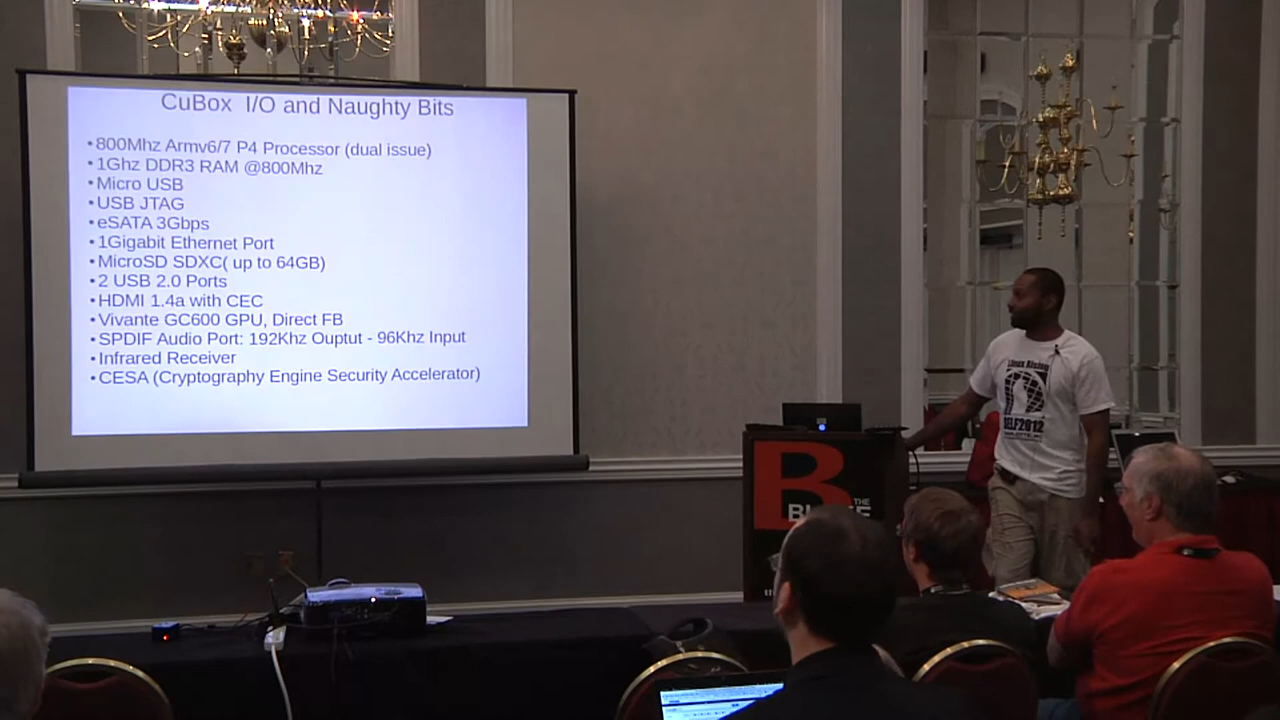 CuBox I/O and Naughty Bits
•800Mhz Armv6/7 P4 Processor (dual issue)
•1Ghz DDR3 RAM @800Mhz
•Micro USB
•USB JTAG
•eSATA 3Gbps
•1Gigabit Ethernet Port
•MicroSD SDXC( up to 64GB)
•2 USB 2.0 Ports
•HDMI 1.4a with CEC
•Vivante GC600 GPU, Direct FB
•SPDIF Audio Port: 192Khz Ouptut - 96Khz Input
•Infrared Receiver
•CESA (Cryptography Engine Security Accelerator)
Linux Rising
SELF2012
B
THE